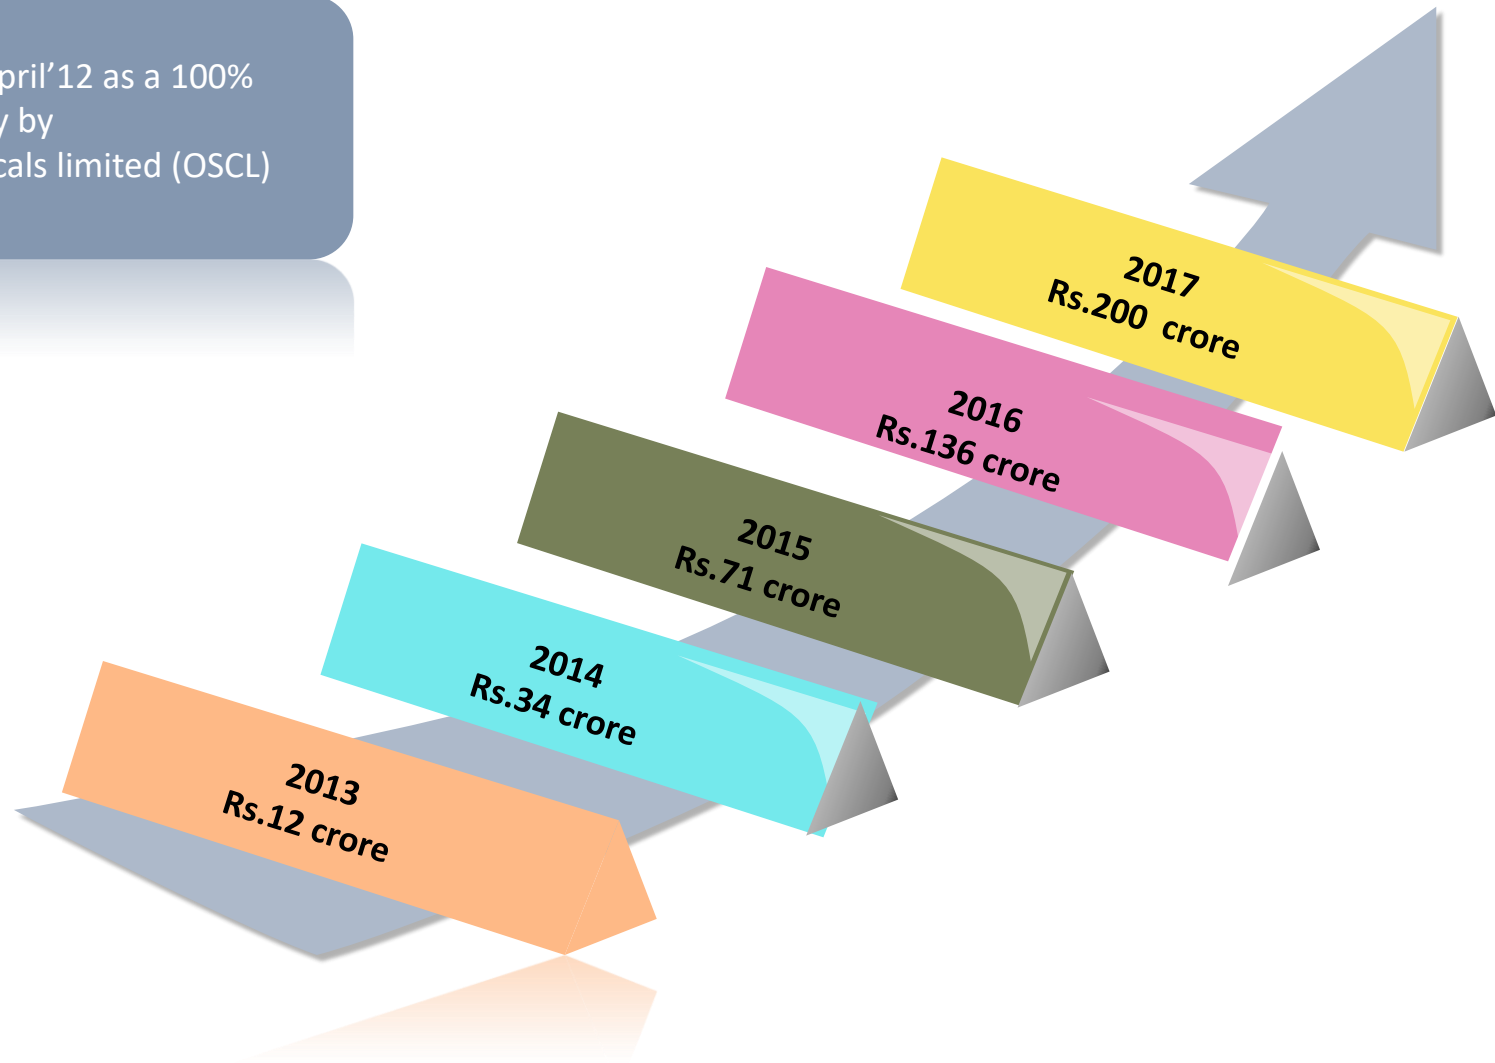 pril’12 as a 100%
y by
cals limited (OSCL)
2017
Rs.200 crore
2016
Rs.136 crore
2015
Rs.71 crore
2014
Rs.34 crore
2013
Rs.12 crore